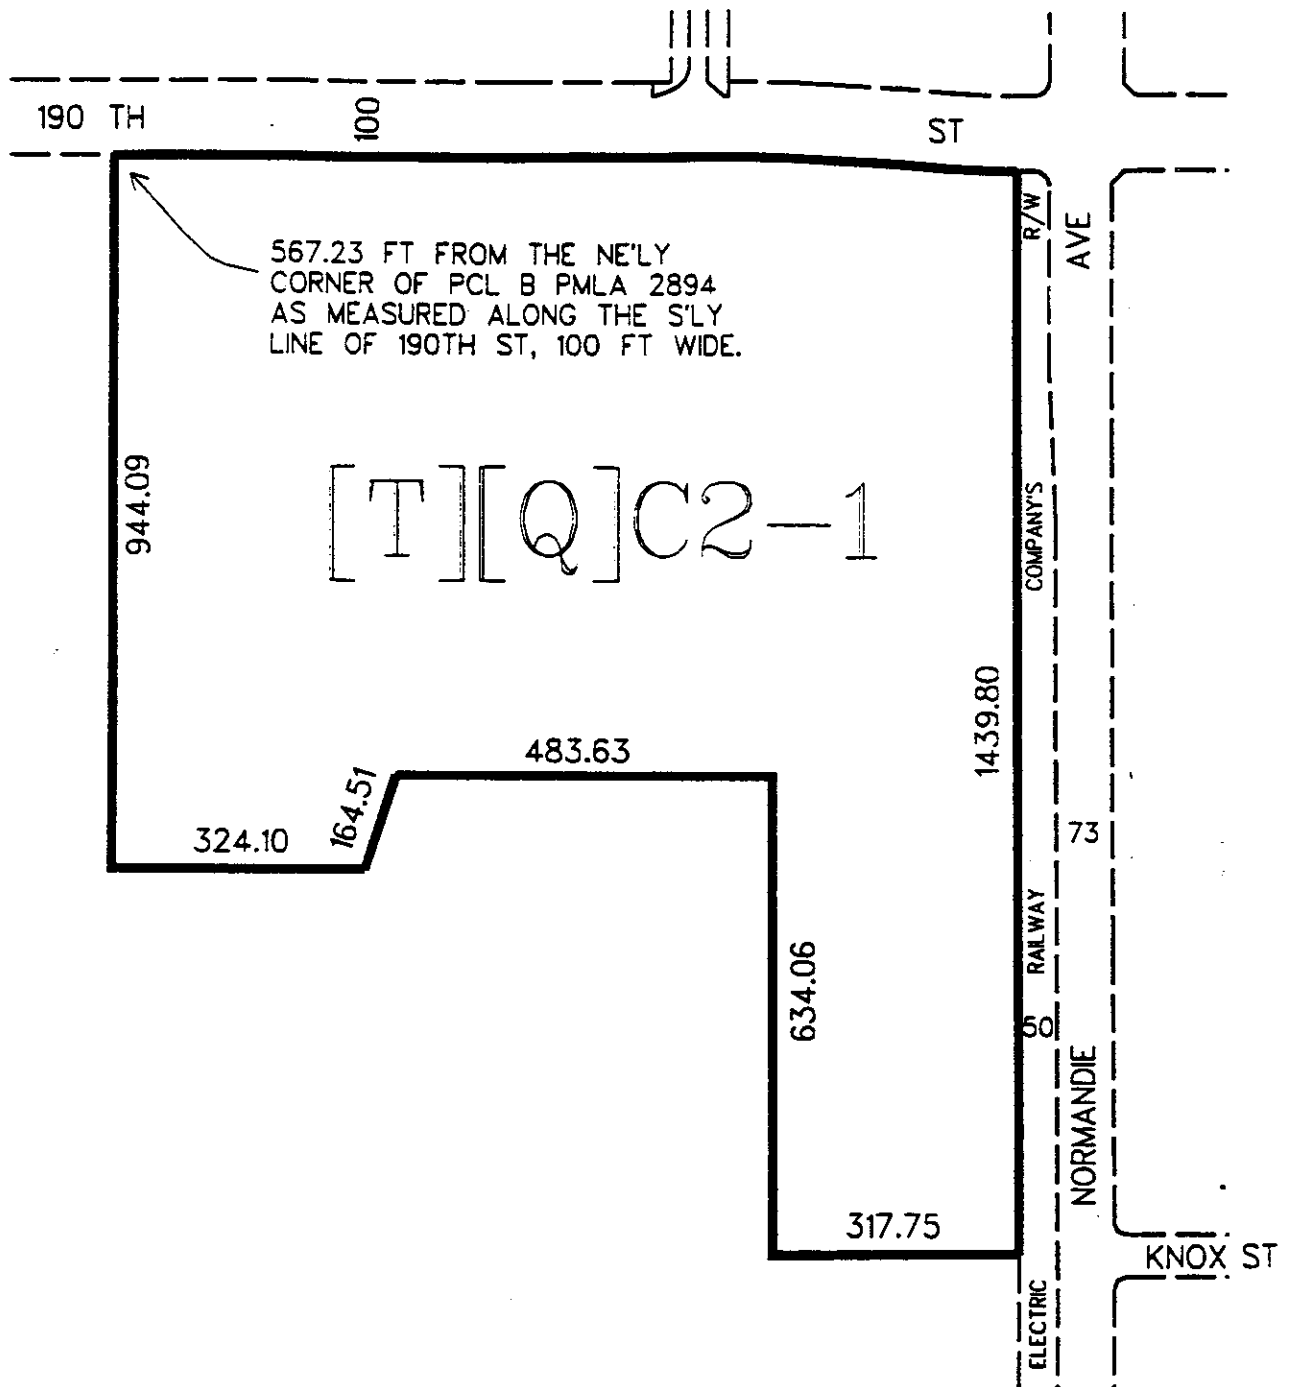 190 TH
100
ST
567.23 FT FROM THE NE'LY
CORNER OF PCL B PMLA 2894
AS MEASURED ALONG THE S'LY
LINE OF 190TH ST, 100 FT WIDE.
R/W
AVE
944.09
[T][Q]C2-1
COMPANY'S
1439.80
483.63
164.51
324.10
73
RAILWAY
634.06
50
NORMANDIE
317.75
KNOX ST
ELECTRIC